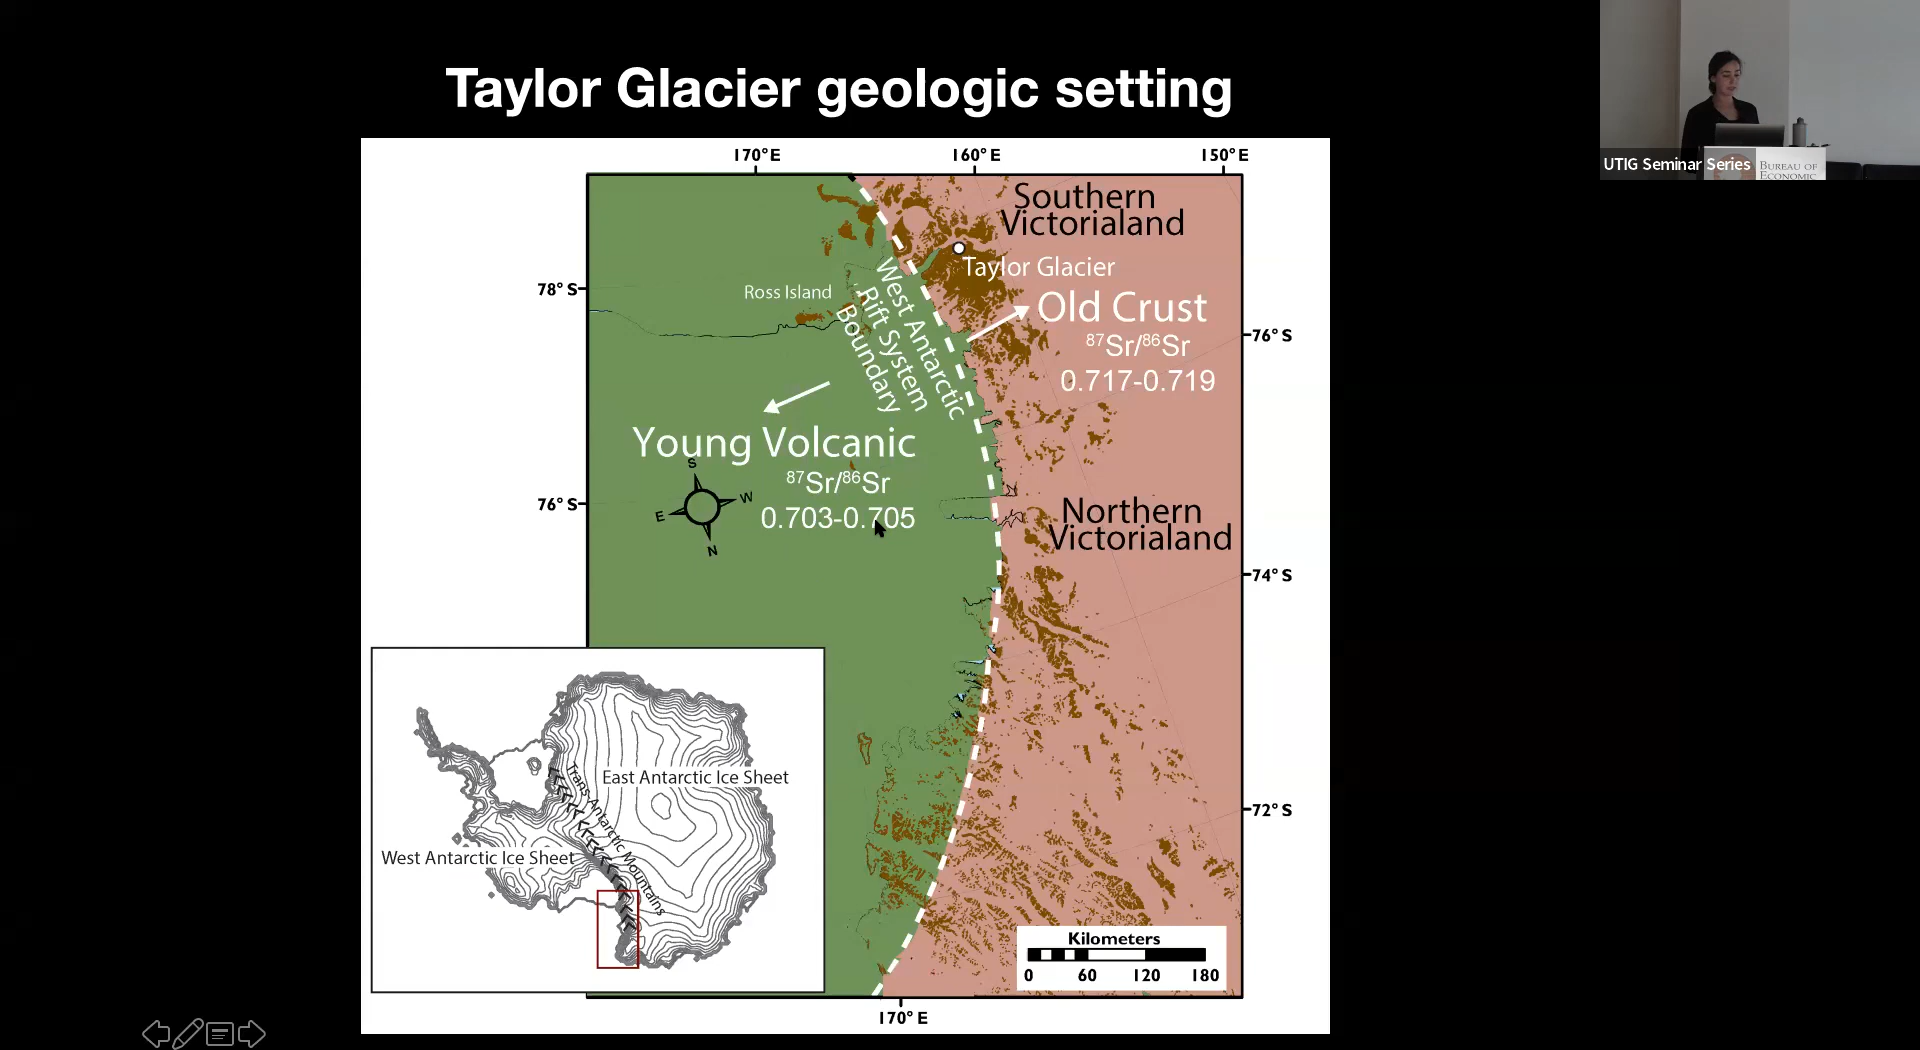 Taylor Glacier geologic setting
UTIG Seminar Series
BUREAU OF
ECONOMIC
170°E
160°E
150°E
Southern
Victorialand
Taylor Glacier
78°S
Ross Island
West Antarctic
Rift System
Boundary
Old Crust
87Sr/86Sr
0.717-0.719
76°S
Young Volcanic
87Sr/86Sr
0.703-0.705
S
W
E
N
76°S
Northern
Victorialand
74°S
72°S
East Antarctic Ice Sheet
Trans Antarctic Mountains
West Antarctic Ice Sheet
Kilometers
0 60 120 180
170°E